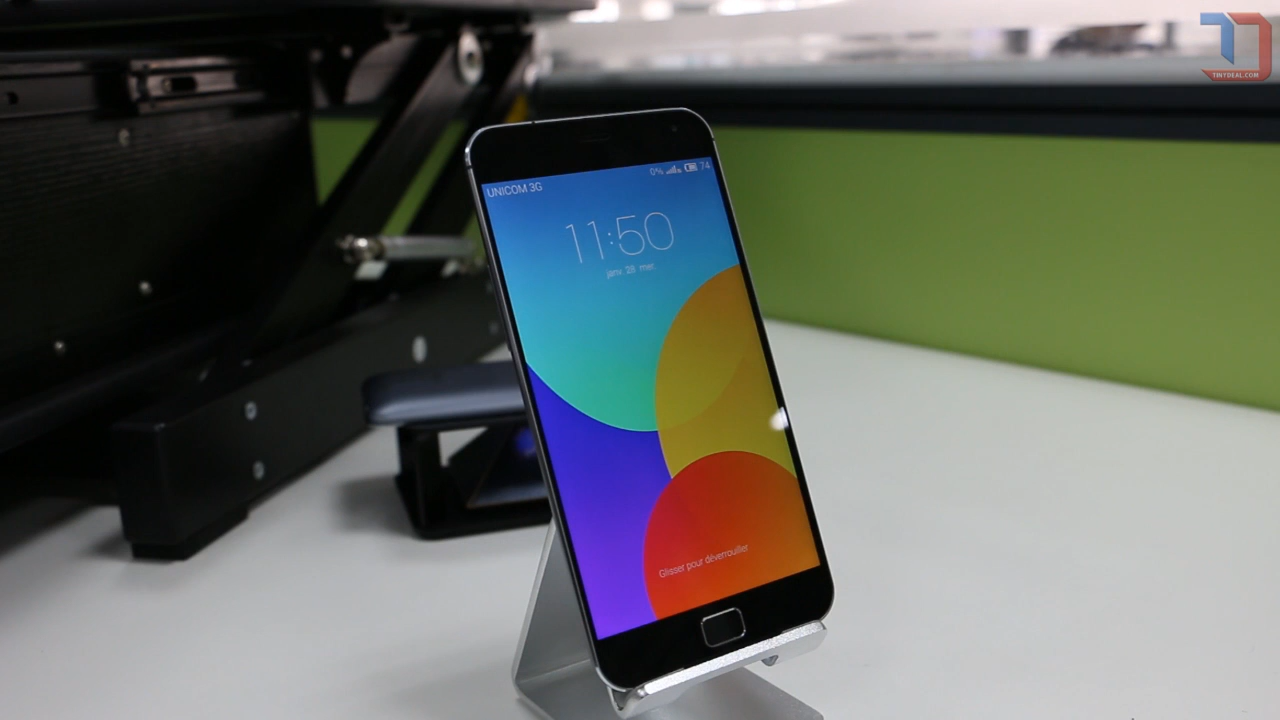 TINYDEAL.COM
UNICOM 3G
0% 74
11:50
janv. 28 mer.
Glisser pour déverrouiller